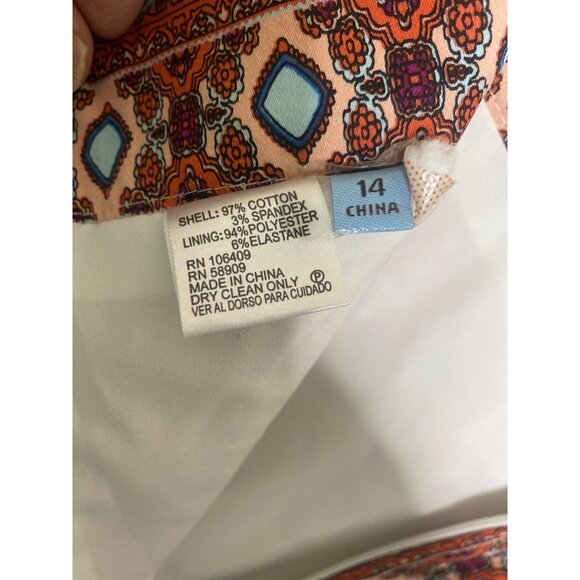 SHELL: 97% COTTON
3% SPANDEX
LINING: 94% POLYESTER
6% ELASTANE
RN 106409
RN 58909
MADE IN CHINA
DRY CLEAN ONLY Ⓟ
VER AL DORSO PARA CUIDADO
14
CHINA